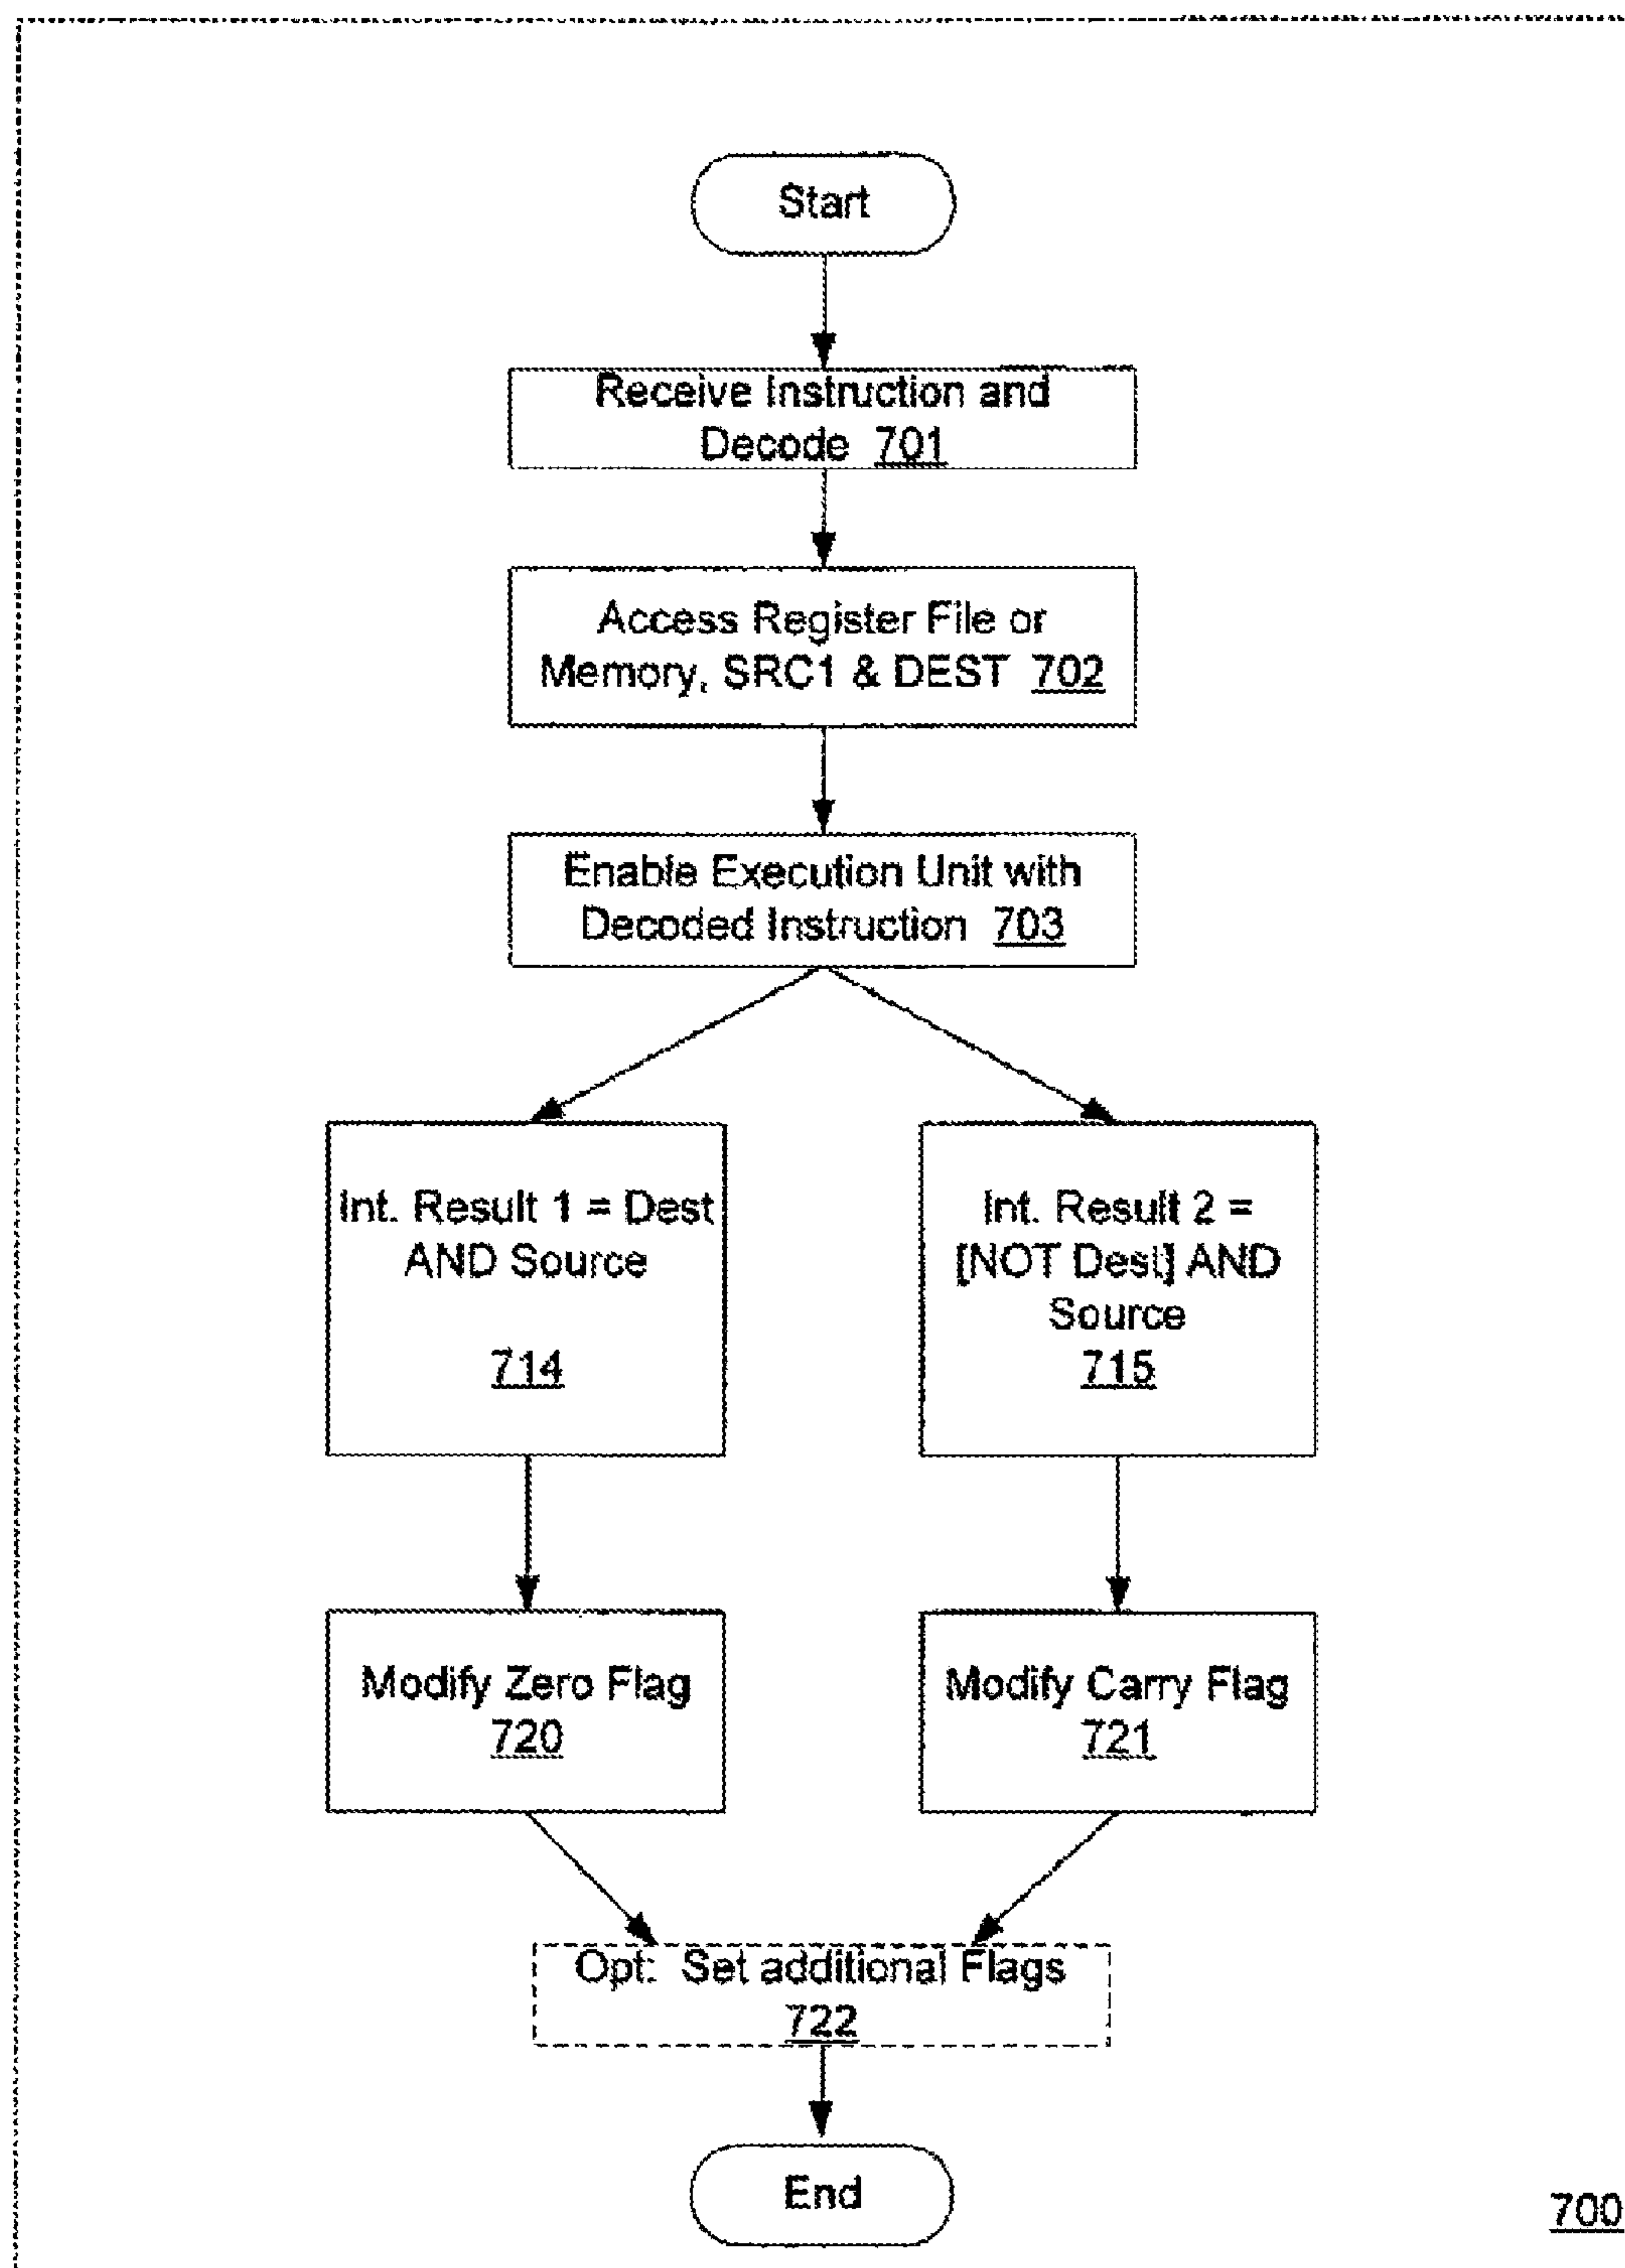 Start
Receive Instruction and
Decode 701
Access Register File or
Memory, SRC1 & DEST 702
Enable Execution Unit with
Decoded Instruction 703
Int. Result 1 = Dest
AND Source
714
Int. Result 2 =
[NOT Dest] AND
Source
715
Modify Zero Flag
720
Modify Carry Flag
721
Opt: Set additional Flags
722
End
700